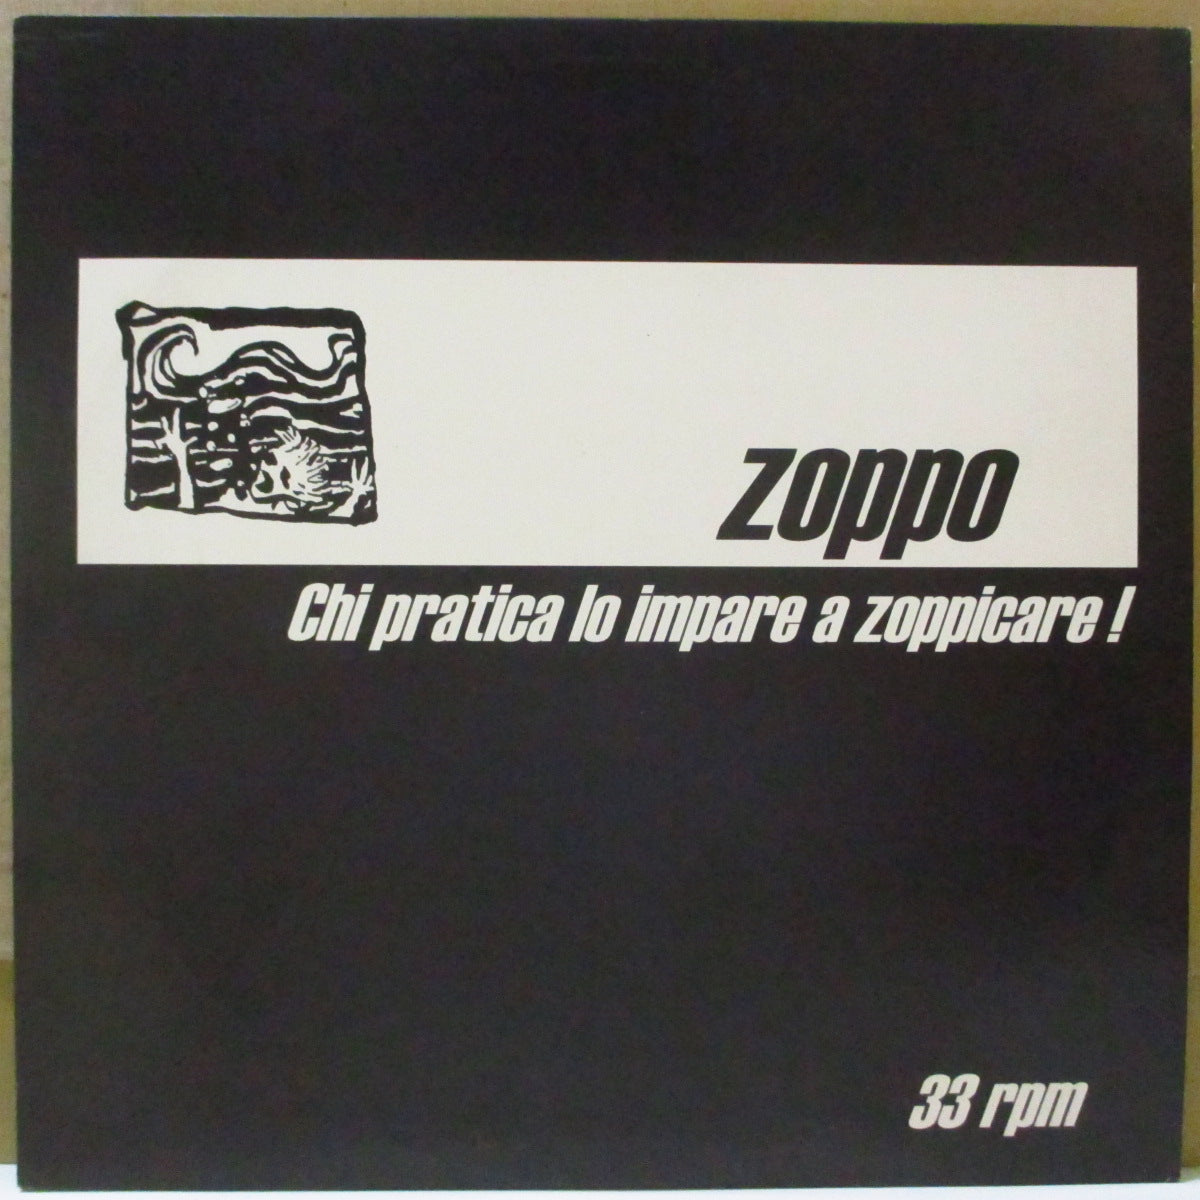 zoppo
Chi pratica lo impare a zoppicare !
33 rpm